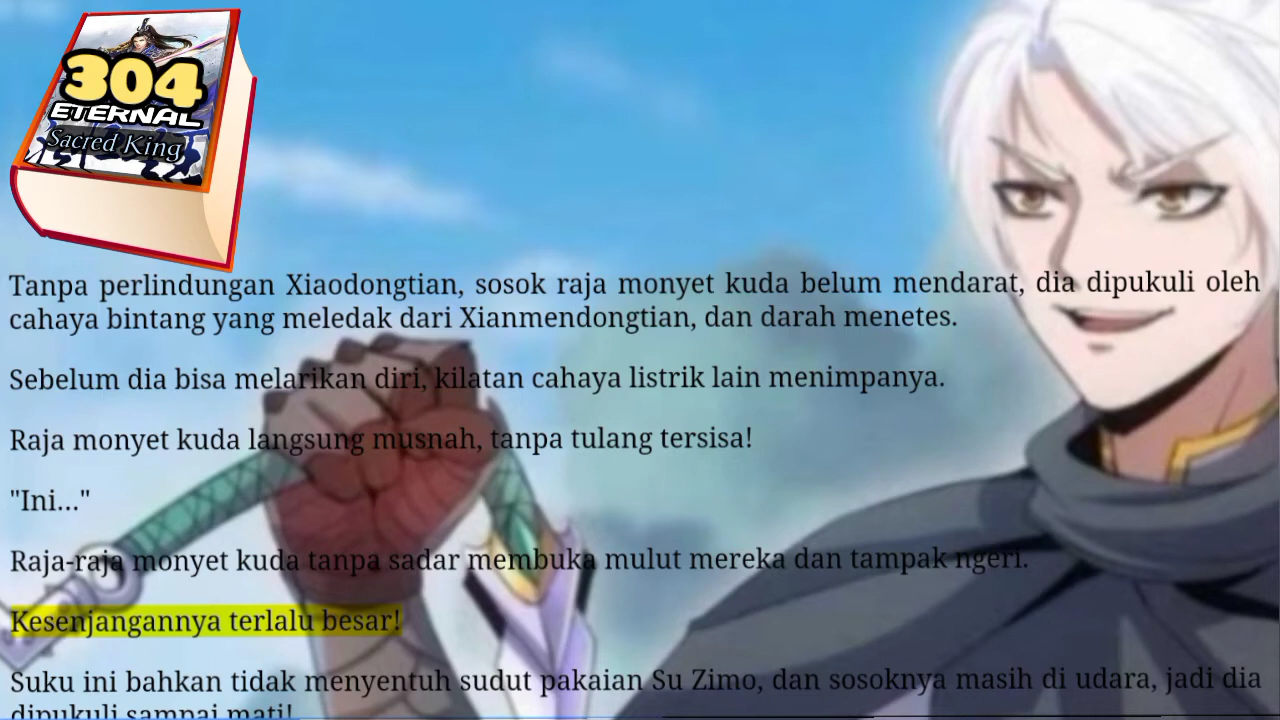 304
ETERNAL
Sacred King
Tanpa perlindungan Xiaodongtian, sosok raja monyet kuda belum mendarat, dia dipukuli oleh
cahaya bintang yang meledak dari Xianmendongtian, dan darah menetes.
Sebelum dia bisa melarikan diri, kilatan cahaya listrik lain menimpanya.
Raja monyet kuda langsung musnah, tanpa tulang tersisa!
"Ini..."
Raja-raja monyet kuda tanpa sadar membuka mulut mereka dan tampak ngeri.
Kesenjangannya terlalu besar!
Suku ini bahkan tidak menyentuh sudut pakaian Su Zimo, dan sosoknya masih di udara, jadi dia
dipukuli sampai mati!